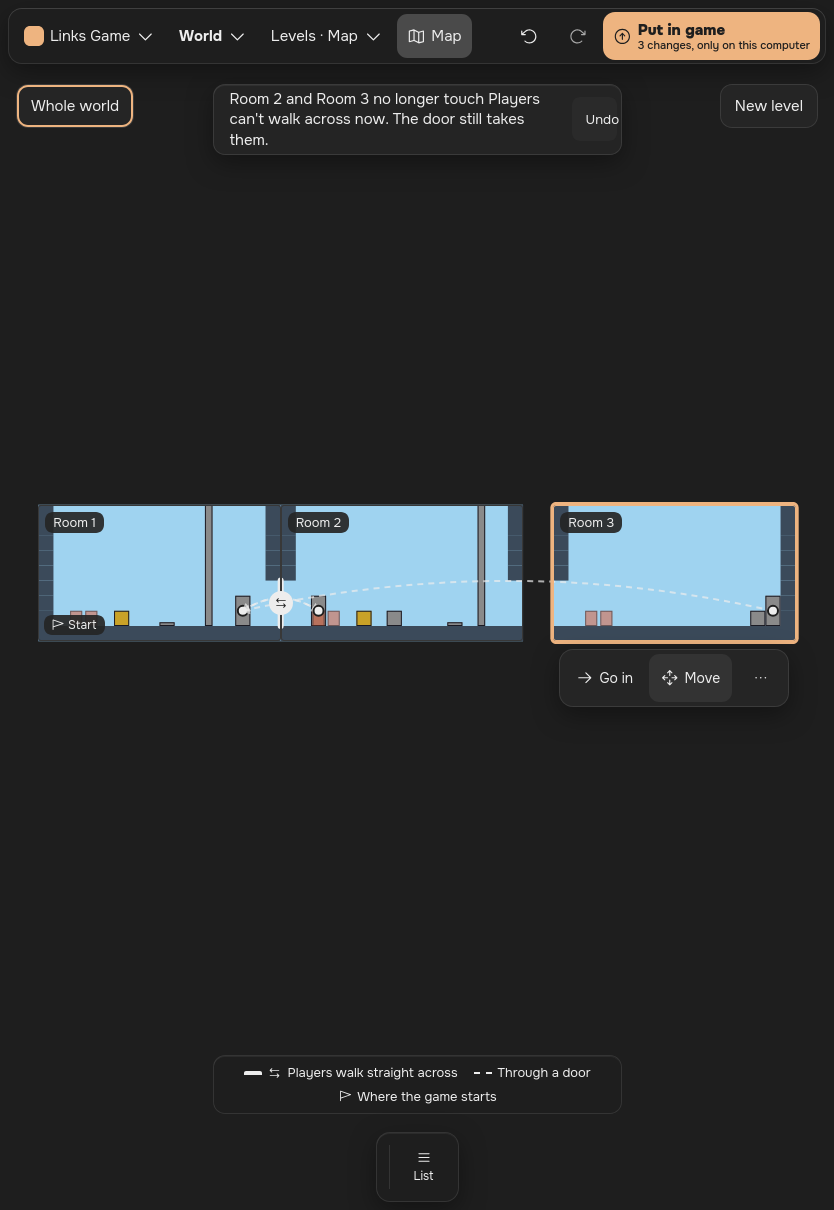 Links Game
World
Levels · Map
Map
Put in game
3 changes, only on this computer
Whole world
Room 2 and Room 3 no longer touch Players
can't walk across now. The door still takes
them.
Undo
New level
Room 1
Room 2
Room 3
Start
Go in
Move
···
Players walk straight across
Through a door
Where the game starts
List